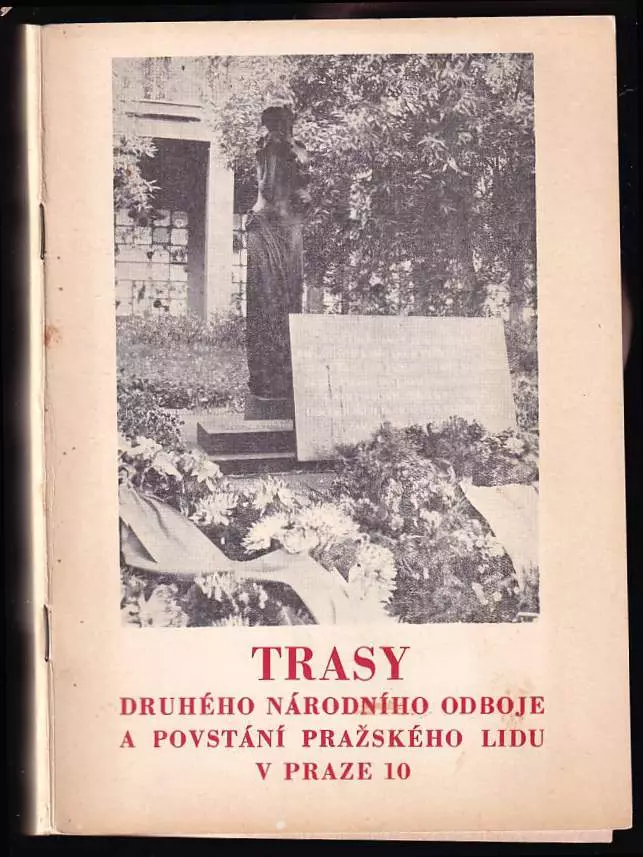 TRASY
DRUHÉHO NÁRODNÍHO ODBOJE
A POVSTÁNÍ PRAŽSKÉHO LIDU
V PRAZE 10